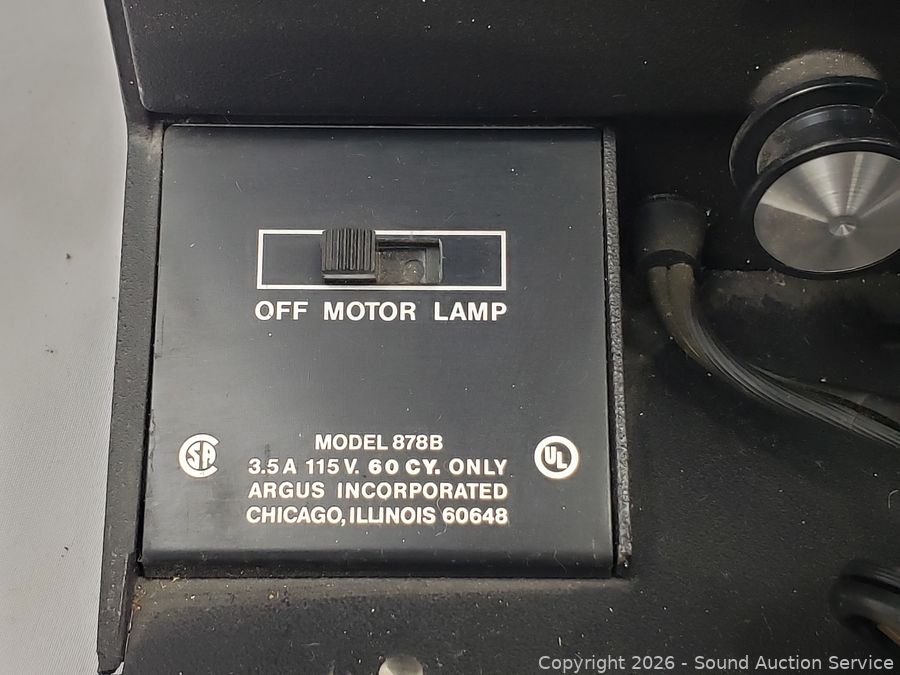 OFF MOTOR LAMP
MODEL 878B
SA
3.5 A 115 V. 60 CY. ONLY
UL
ARGUS INCORPORATED
CHICAGO, ILLINOIS 60648
Copyright © 2026 - Sound Auction Service